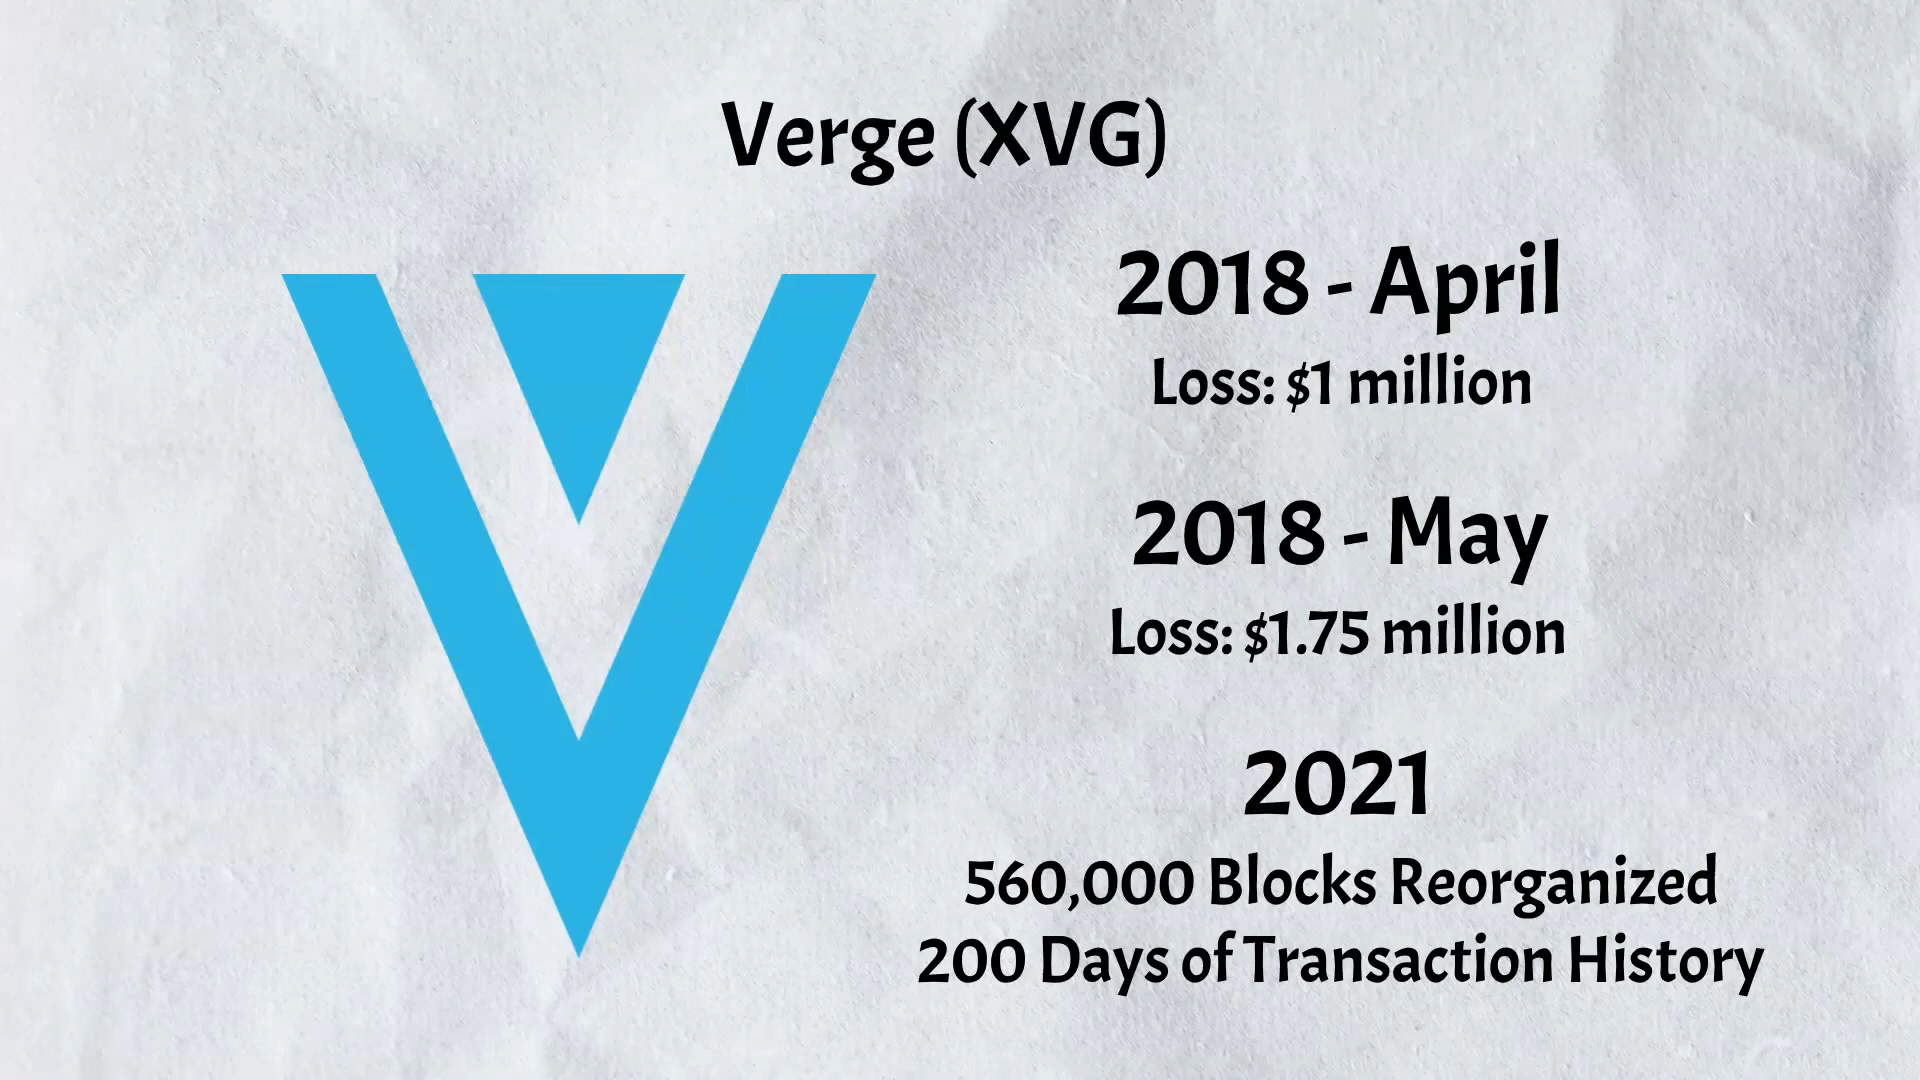 Verge (XVG)
2018 - April
Loss: $1 million
2018 - May
Loss: $1.75 million
2021
560,000 Blocks Reorganized
200 Days of Transaction History